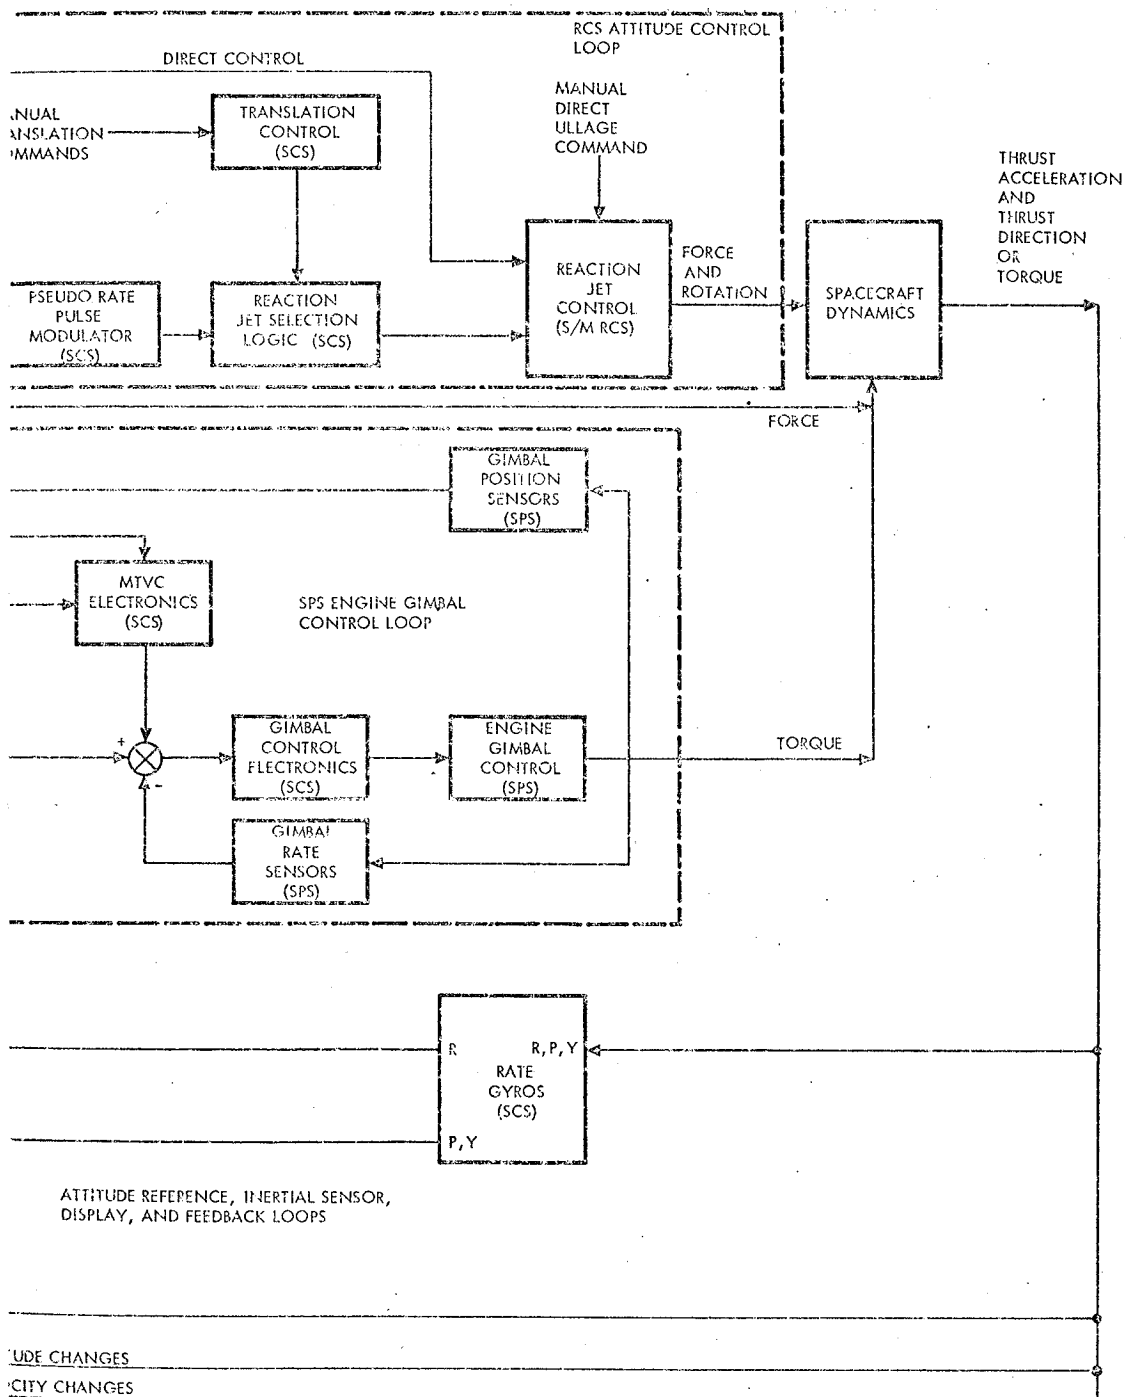 RCS ATTITUDE CONTROL
LOOP
DIRECT CONTROL
MANUAL
DIRECT
ULLAGE
COMMAND
NUAL
ANSLATION
MMANDS
TRANSLATION
CONTROL
(SCS)
THRUST
ACCELERATION
AND
THRUST
DIRECTION
OR
TORQUE
PSEUDO RATE
PULSE
MODULATOR
(SCS)
REACTION
JET SELECTION
LOGIC (SCS)
REACTION
JET
CONTROL
(S/M RCS)
FORCE
AND
ROTATION
SPACECRAFT
DYNAMICS
FORCE
GIMBAL
POSITION
SENSORS
(SPS)
MTVC
ELECTRONICS
(SCS)
SPS ENGINE GIMBAL
CONTROL LOOP
+
-
GIMBAL
CONTROL
ELECTRONICS
(SCS)
ENGINE
GIMBAL
CONTROL
(SPS)
TORQUE
GIMBAL
RATE
SENSORS
(SPS)
R R,P,Y
RATE
GYROS
(SCS)
P,Y
ATTITUDE REFERENCE, INERTIAL SENSOR,
DISPLAY, AND FEEDBACK LOOPS
UDE CHANGES
CITY CHANGES